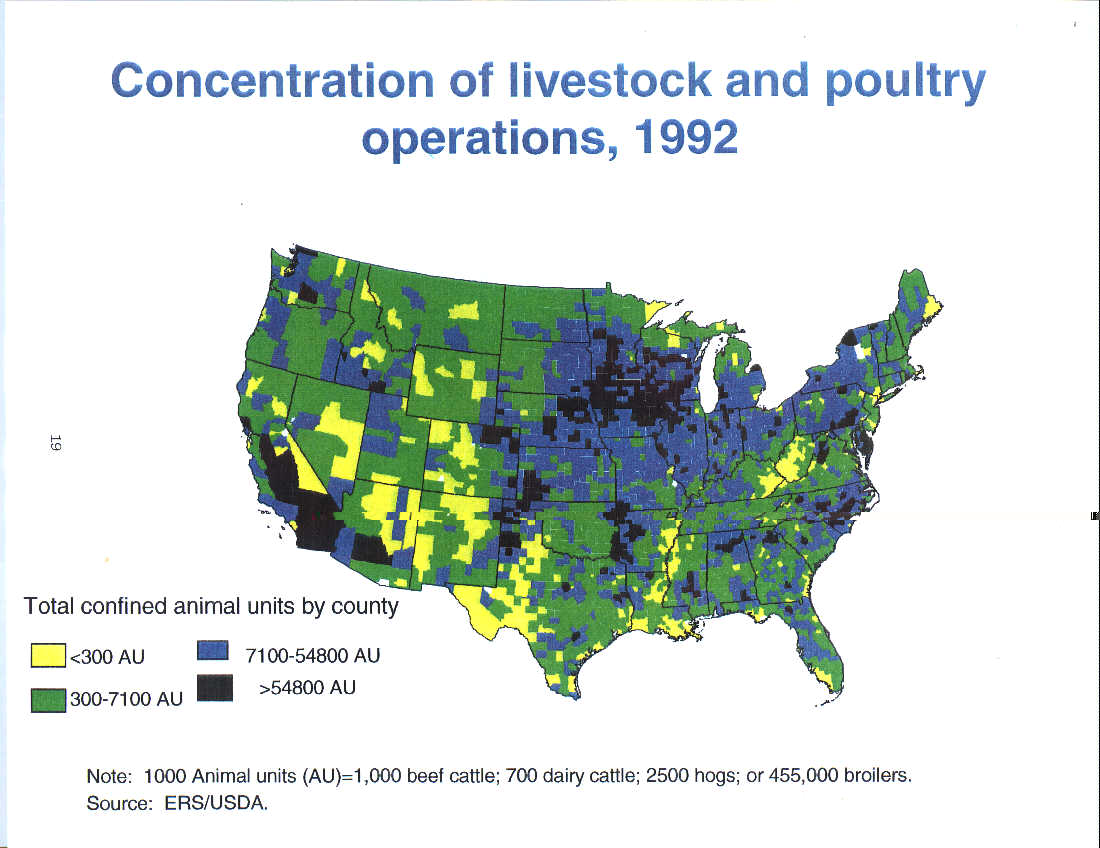 Concentration of livestock and poultry
operations, 1992
19
Total confined animal units by county
<300 AU
7100-54800 AU
300-7100 AU
>54800 AU
Note: 1000 Animal units (AU)=1,000 beef cattle; 700 dairy cattle; 2500 hogs; or 455,000 broilers.
Source: ERS/USDA.